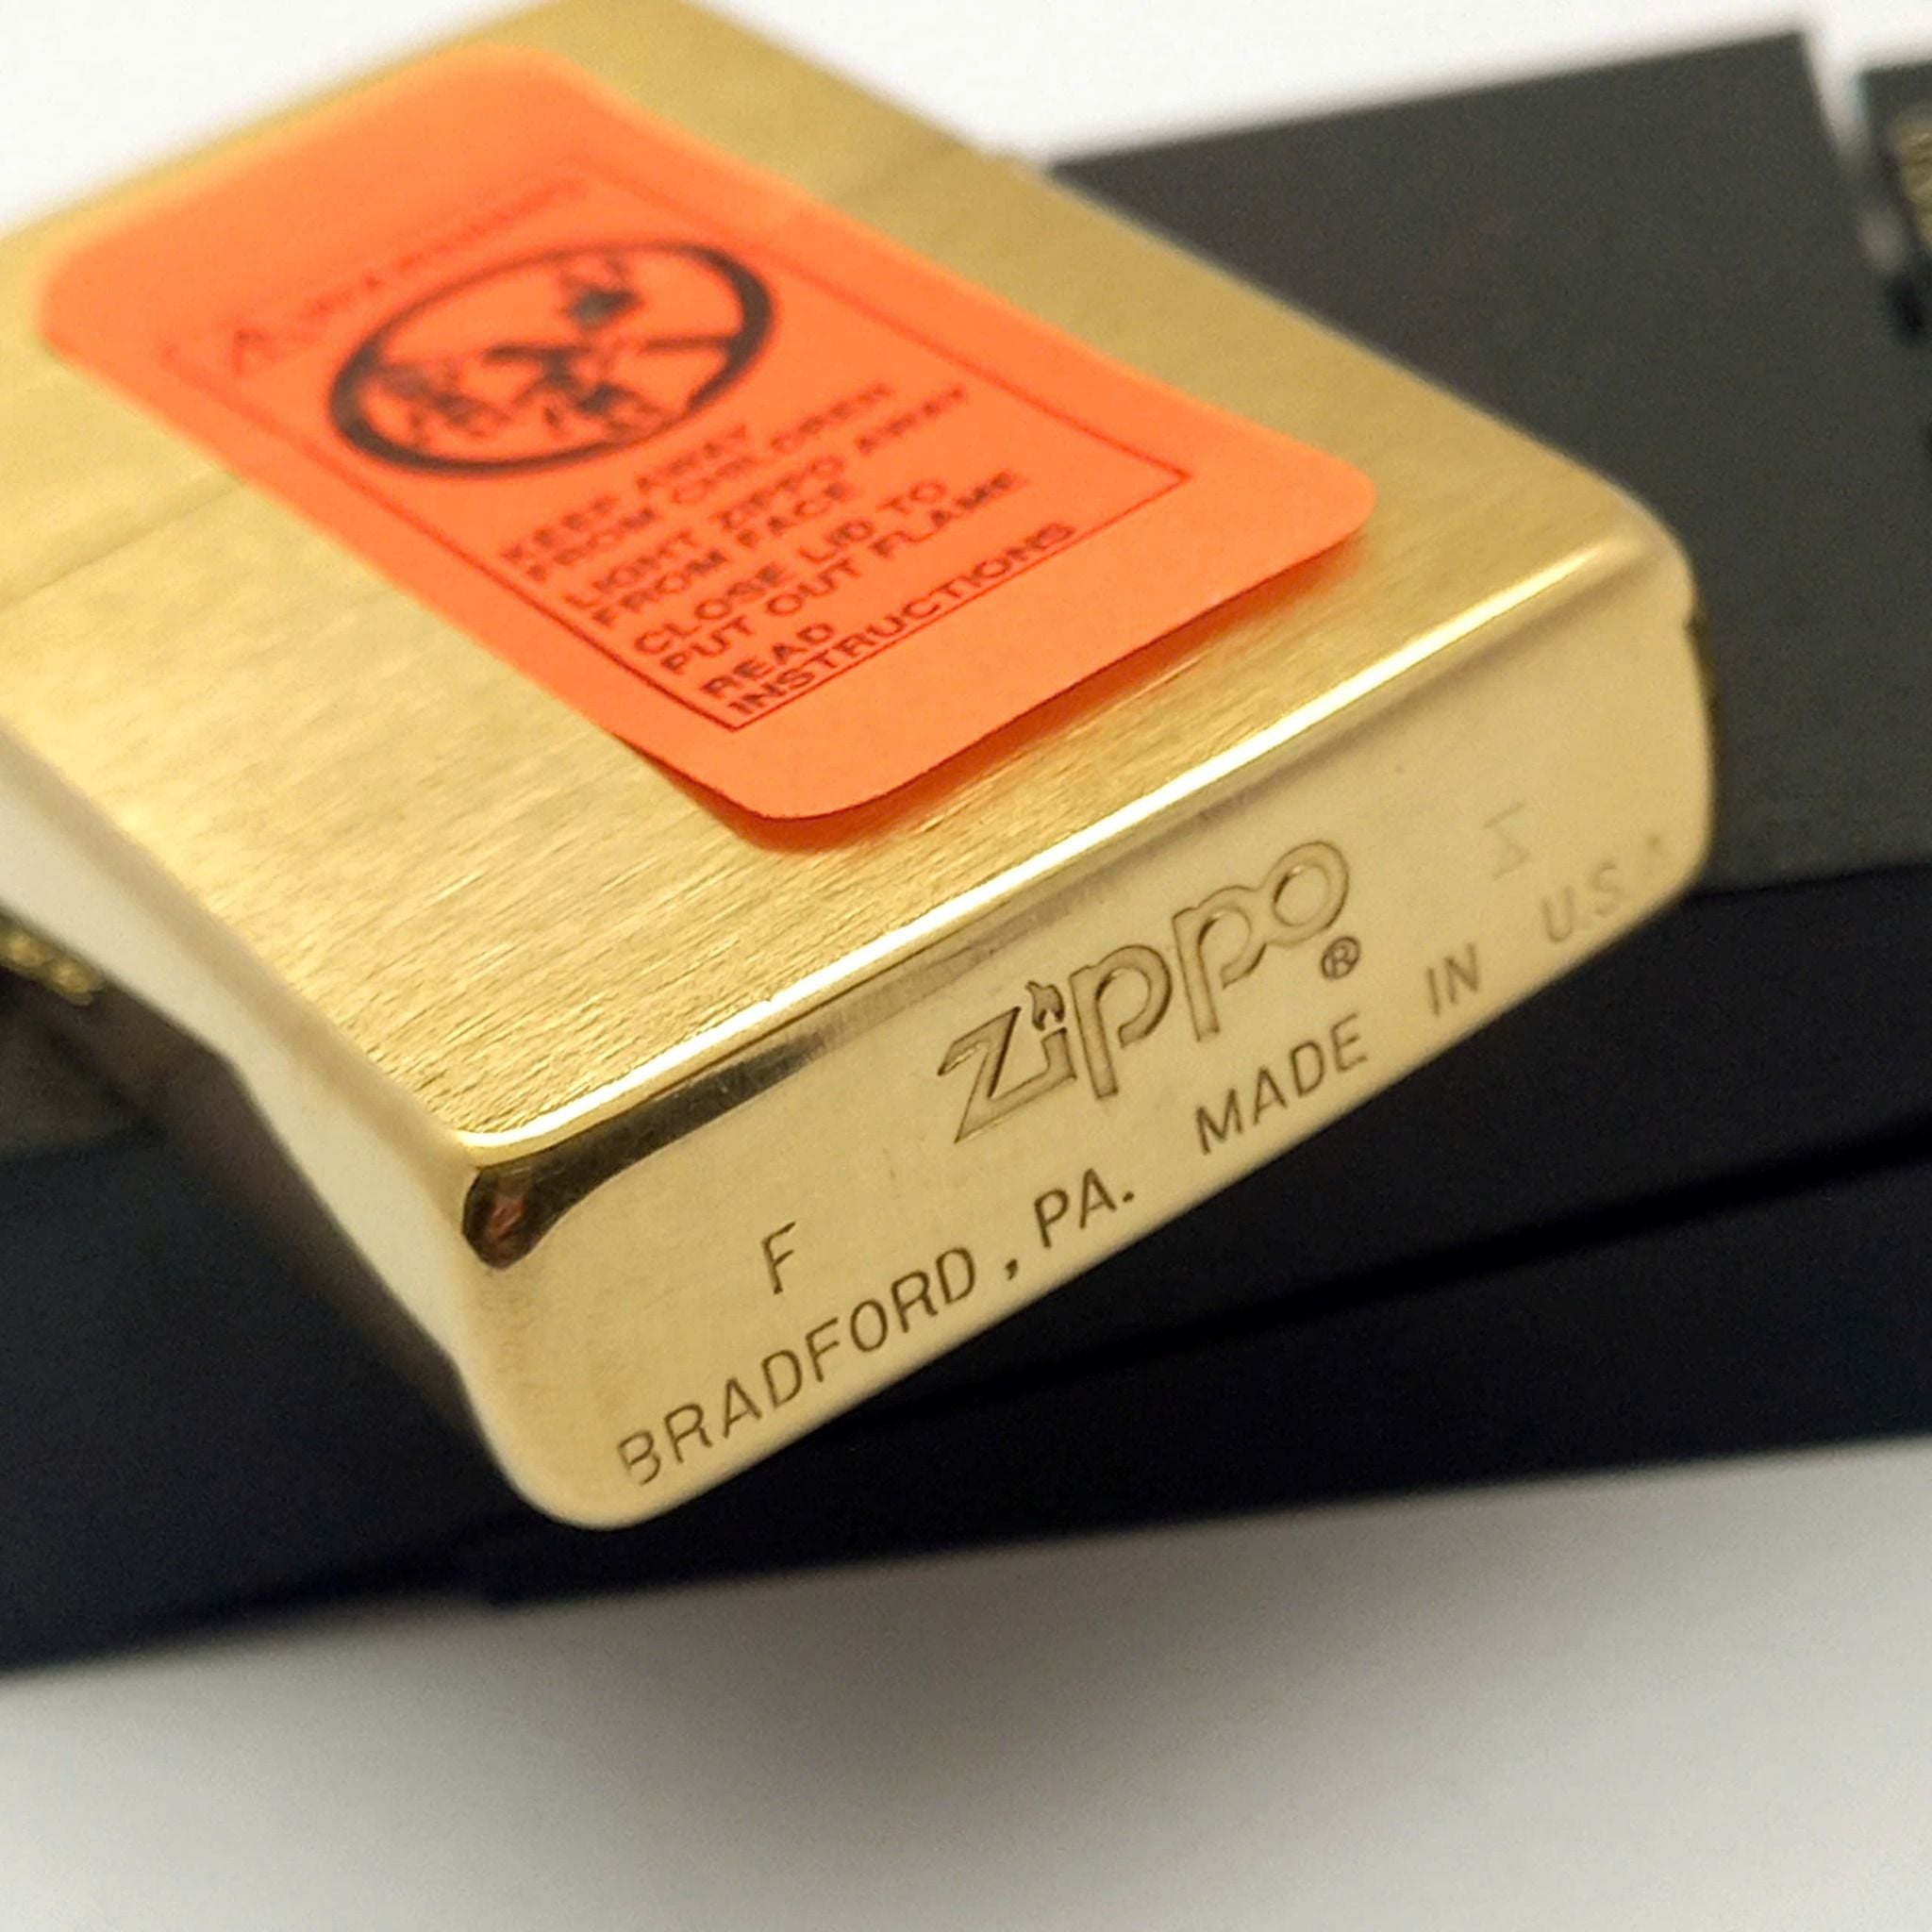 KEEP AWAY
FROM CHILDREN
LIGHT ZIPPO AWAY
FROM FACE
CLOSE LID TO
PUT OUT FLAME
READ
INSTRUCTIONS
Zippo®
F
BRADFORD , PA. MADE IN U.S.